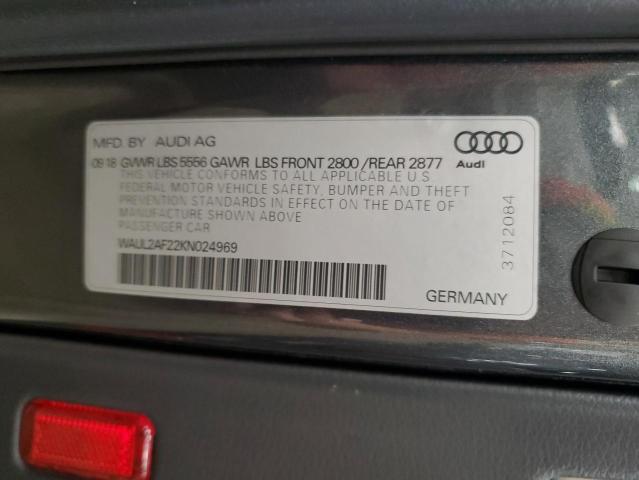 MFD. BY AUDI AG
09 18 GVWR LBS 5556 GAWR LBS FRONT 2800 /REAR 2877
THIS VEHICLE CONFORMS TO ALL APPLICABLE U S
FEDERAL MOTOR VEHICLE SAFETY, BUMPER AND THEFT
PREVENTION STANDARDS IN EFFECT ON THE DATE OF
MANUFACTURE SHOWN ABOVE
PASSENGER CAR
WAUL2AF22KN024969
GERMANY
Audi
3712084